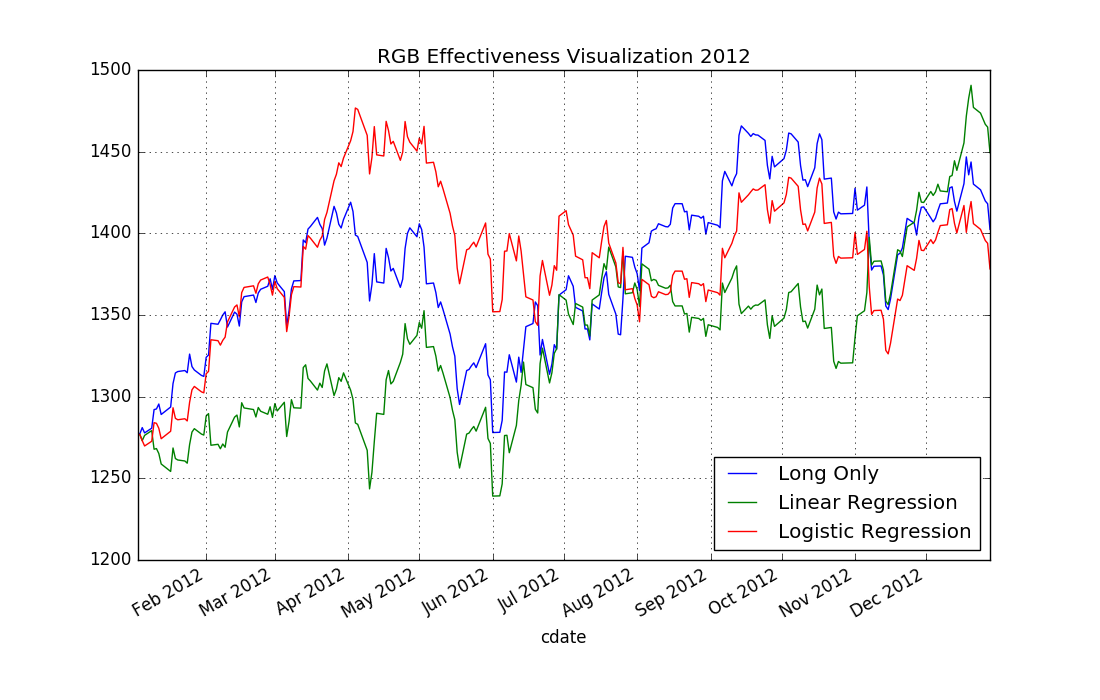 RGB Effectiveness Visualization 2012
1500
1450
1400
1350
1300
1250
1200
Long Only
Linear Regression
Logistic Regression
Feb 2012
Mar 2012
Apr 2012
May 2012
Jun 2012
Jul 2012
Aug 2012
Sep 2012
Oct 2012
Nov 2012
Dec 2012
cdate